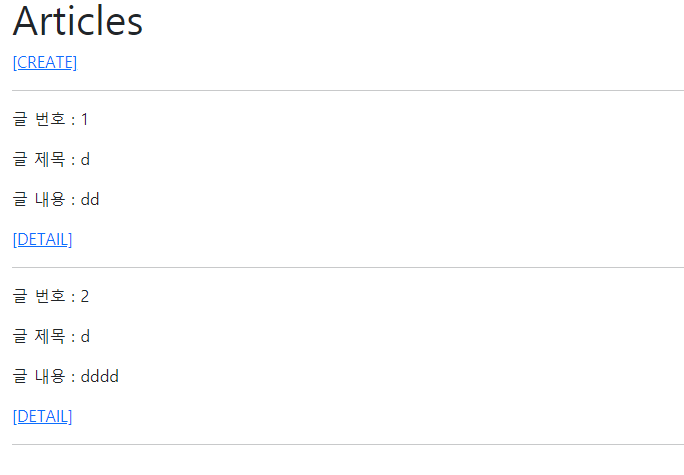 Articles
[CREATE]
글 번호 : 1
글 제목 : d
글 내용 : dd
[DETAIL]
글 번호 : 2
글 제목 : d
글 내용 : dddd
[DETAIL]